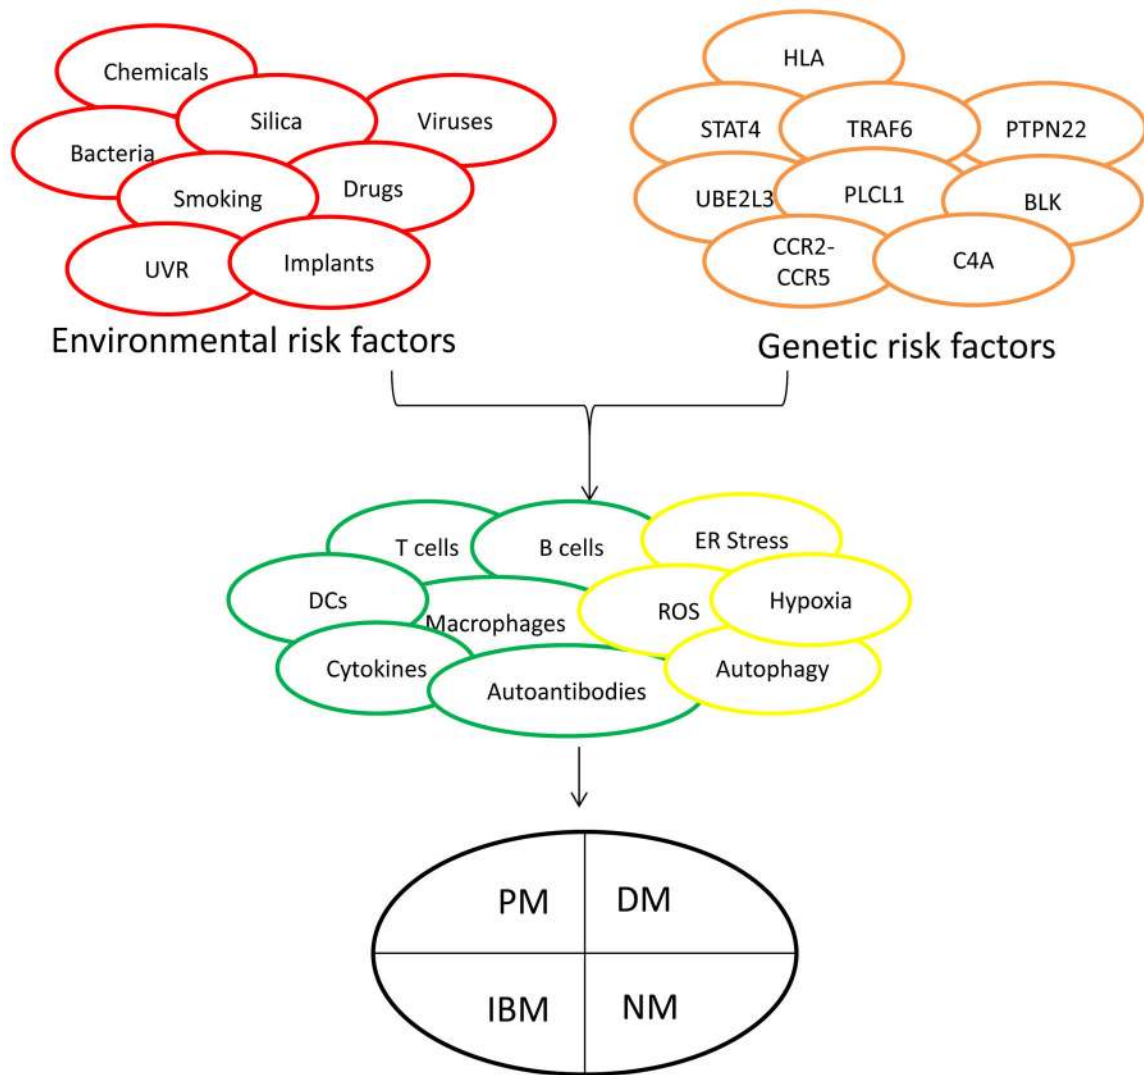 Chemicals
Silica
Viruses
Bacteria
Smoking
Drugs
UVR
Implants
Environmental risk factors
HLA
STAT4
TRAF6
PTPN22
UBE2L3
PLCL1
BLK
CCR2-
CCR5
C4A
Genetic risk factors
T cells
B cells
ER Stress
DCs
Macrophages
ROS
Hypoxia
Cytokines
Autoantibodies
Autophagy
PM
DM
IBM
NM